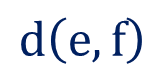 d(e, f)